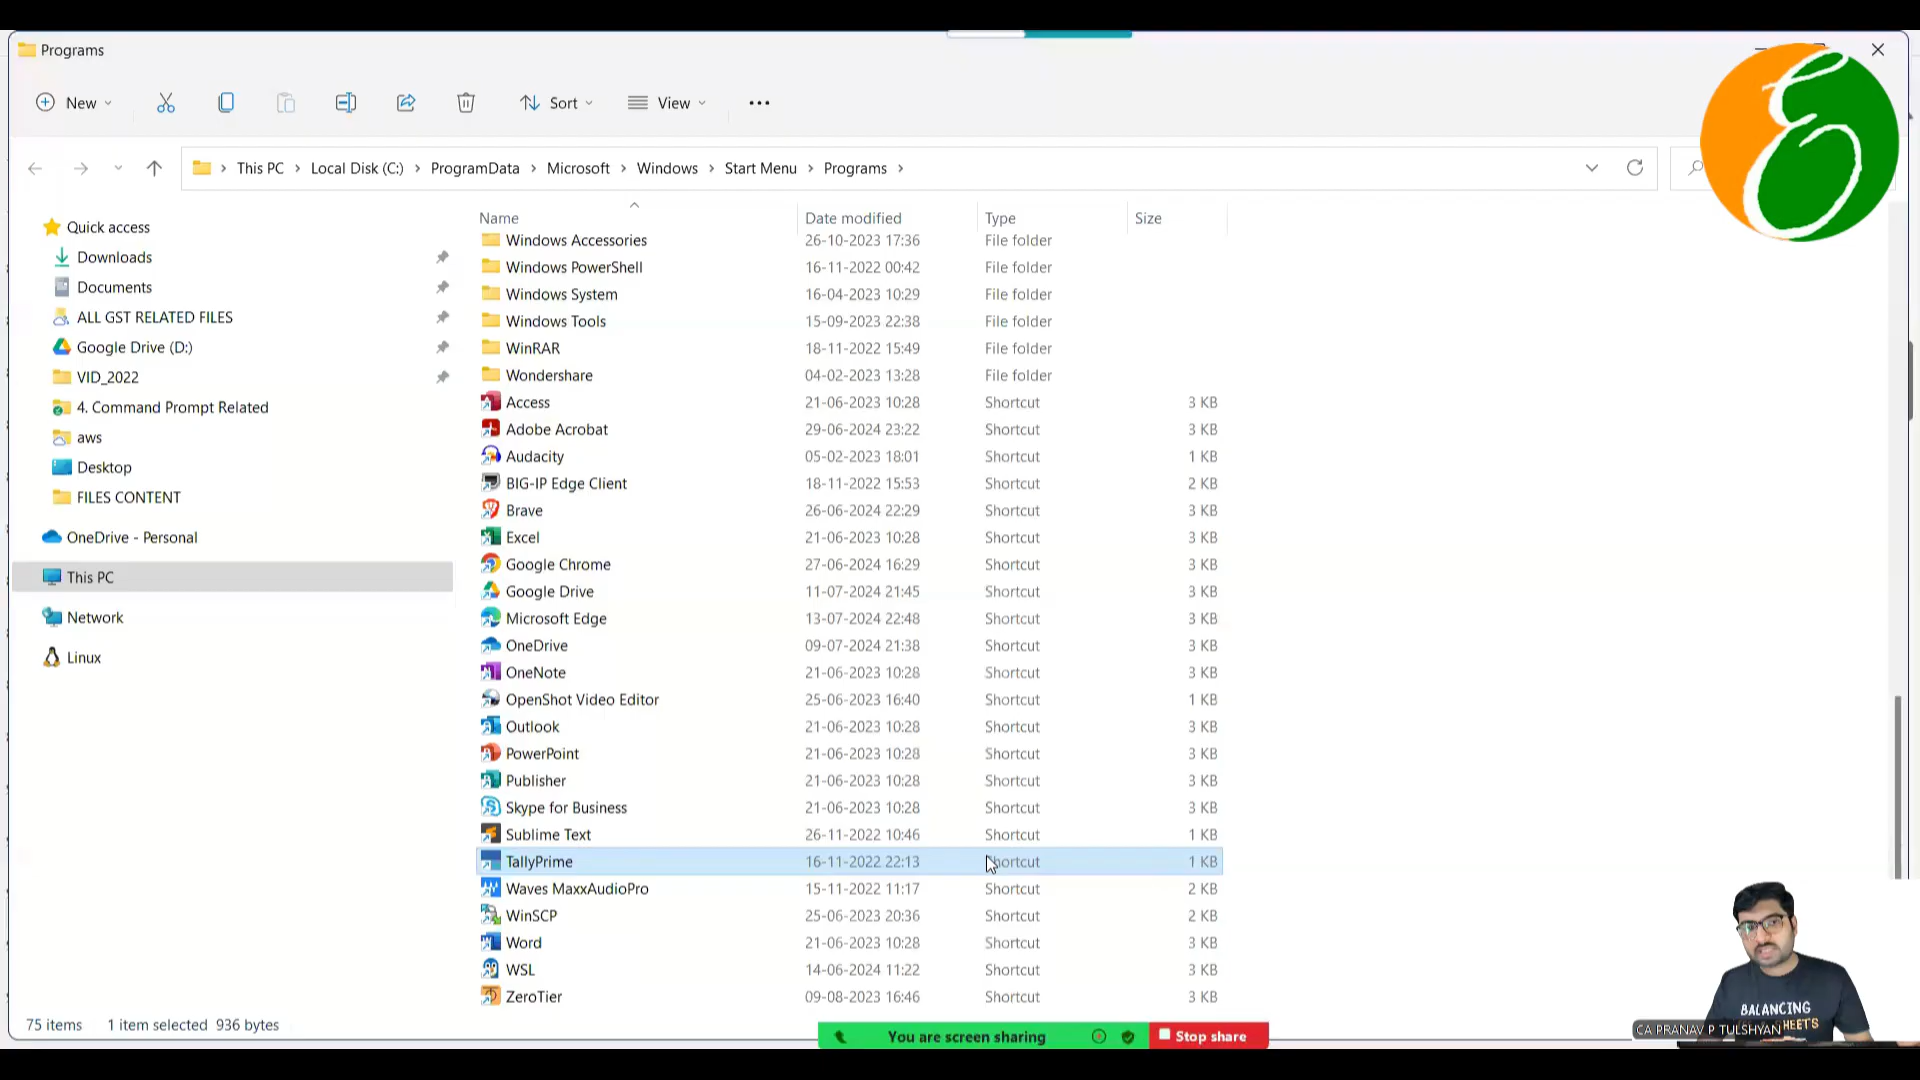 Programs
New
Sort
View
This PC > Local Disk (C:) > ProgramData > Microsoft > Windows > Start Menu > Programs >
Quick access
Downloads
Documents
ALL GST RELATED FILES
Google Drive (D:)
VID_2022
4. Command Prompt Related
aws
Desktop
FILES CONTENT
OneDrive - Personal
This PC
Network
Linux
Name Date modified Type Size
Windows Accessories 26-10-2023 17:36 File folder
Windows PowerShell 16-11-2022 00:42 File folder
Windows System 16-04-2023 10:29 File folder
Windows Tools 15-09-2023 22:38 File folder
WinRAR 18-11-2022 15:49 File folder
Wondershare 04-02-2023 13:28 File folder
Access 21-06-2023 10:28 Shortcut 3 KB
Adobe Acrobat 29-06-2024 23:22 Shortcut 3 KB
Audacity 05-02-2023 18:01 Shortcut 1 KB
BIG-IP Edge Client 18-11-2022 15:53 Shortcut 2 KB
Brave 26-06-2024 22:29 Shortcut 3 KB
Excel 21-06-2023 10:28 Shortcut 3 KB
Google Chrome 27-06-2024 16:29 Shortcut 3 KB
Google Drive 11-07-2024 21:45 Shortcut 3 KB
Microsoft Edge 13-07-2024 22:48 Shortcut 3 KB
OneDrive 09-07-2024 21:38 Shortcut 3 KB
OneNote 21-06-2023 10:28 Shortcut 3 KB
OpenShot Video Editor 25-06-2023 16:40 Shortcut 1 KB
Outlook 21-06-2023 10:28 Shortcut 3 KB
PowerPoint 21-06-2023 10:28 Shortcut 3 KB
Publisher 21-06-2023 10:28 Shortcut 3 KB
Skype for Business 21-06-2023 10:28 Shortcut 3 KB
Sublime Text 26-11-2022 10:46 Shortcut 1 KB
TallyPrime 16-11-2022 22:13 Shortcut 1 KB
Waves MaxxAudioPro 15-11-2022 11:17 Shortcut 2 KB
WinSCP 25-06-2023 20:36 Shortcut 2 KB
Word 21-06-2023 10:28 Shortcut 3 KB
WSL 14-06-2024 11:22 Shortcut 3 KB
ZeroTier 09-08-2023 16:46 Shortcut 3 KB
75 items 1 item selected 936 bytes
You are screen sharing
Stop share
BALANCING
HEETS
CA PRANAV P TULSHYAN